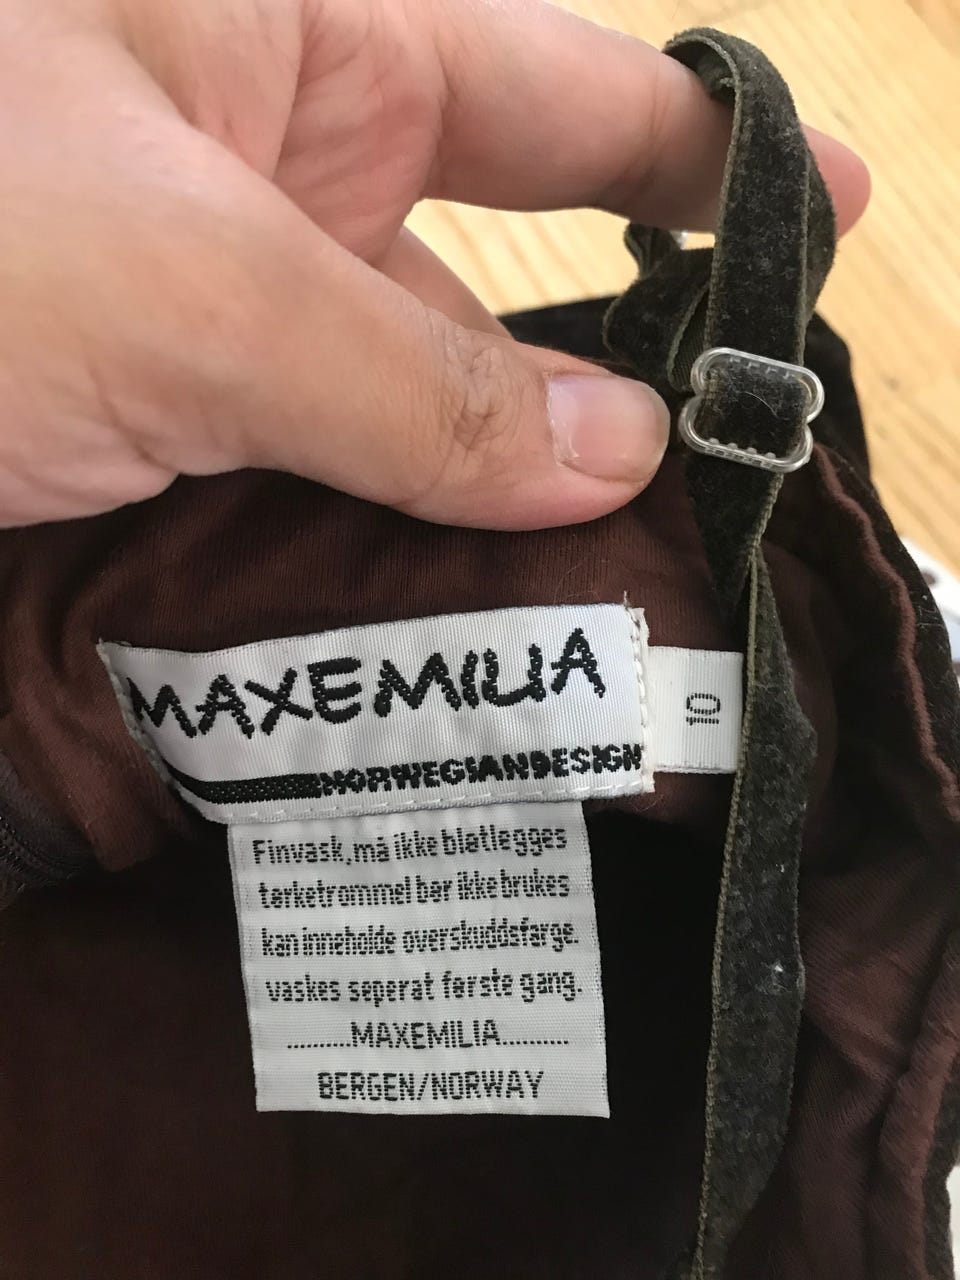 MAXEMILIA
NORWEGIANDESIGN
10
Finvask, må ikke bløtlegges
tørketrommel bør ikke brukes
kan inneholde overskuddsfarge.
vaskes seperat første gang.
..........MAXEMILIA..........
BERGEN/NORWAY